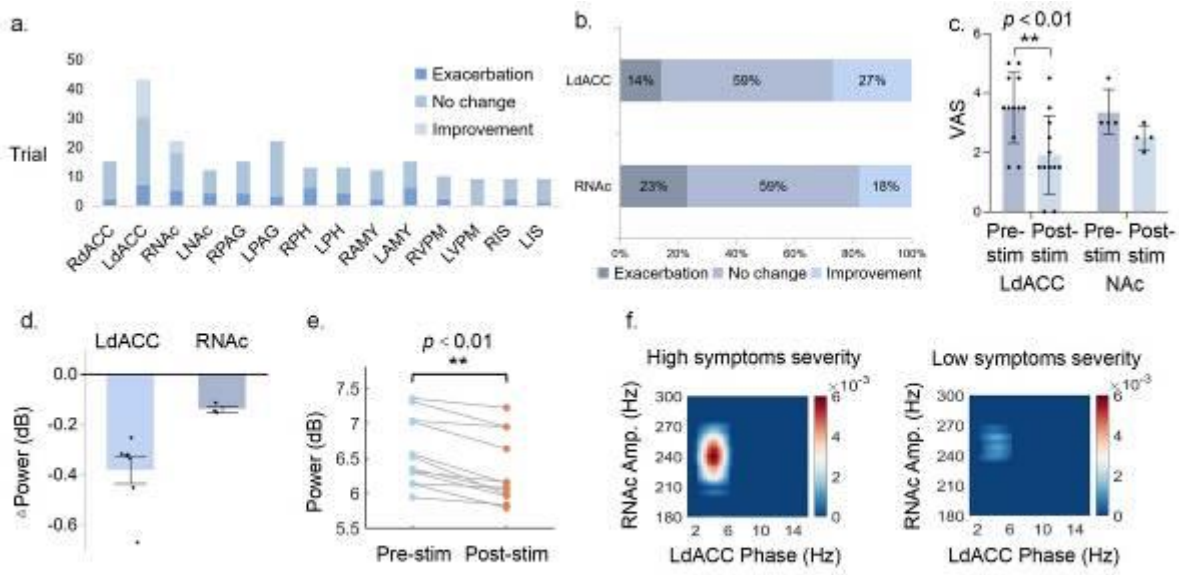 a.
50
40
30
20
10
0
Trial
Exacerbation
No change
Improvement
RdACC
LdACC
RNAc
LNAc
RPAG
LPAG
RPH
LPH
RAMY
LAMY
RVPM
LVPM
RIS
LIS
b.
LdACC
14%
59%
27%
RNAc
23%
59%
18%
0%
20%
40%
60%
80%
100%
Exacerbation
No change
Improvement
c.
p < 0.01
**
6
4
2
0
VAS
Pre-stim
Post-stim
Pre-stim
Post-stim
LdACC
NAc
d.
LdACC
RNAc
0.0
-0.2
-0.4
-0.6
△Power (dB)
e.
p < 0.01
**
7.5
7
6.5
6
5.5
Power (dB)
Pre-stim
Post-stim
f.
High symptoms severity
×10⁻³
300
270
240
210
180
RNAc Amp. (Hz)
2
6
10
14
6
4
2
0
LdACC Phase (Hz)
Low symptoms severity
×10⁻³
300
270
240
210
180
RNAc Amp. (Hz)
2
6
10
14
6
4
2
0
LdACC Phase (Hz)